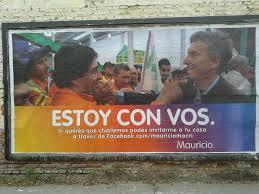 ESTOY CON VOS.
Si querés que charlemos podés invitarme a tu casa
a través de Facebook.com/mauriciomacri
Mauricio.